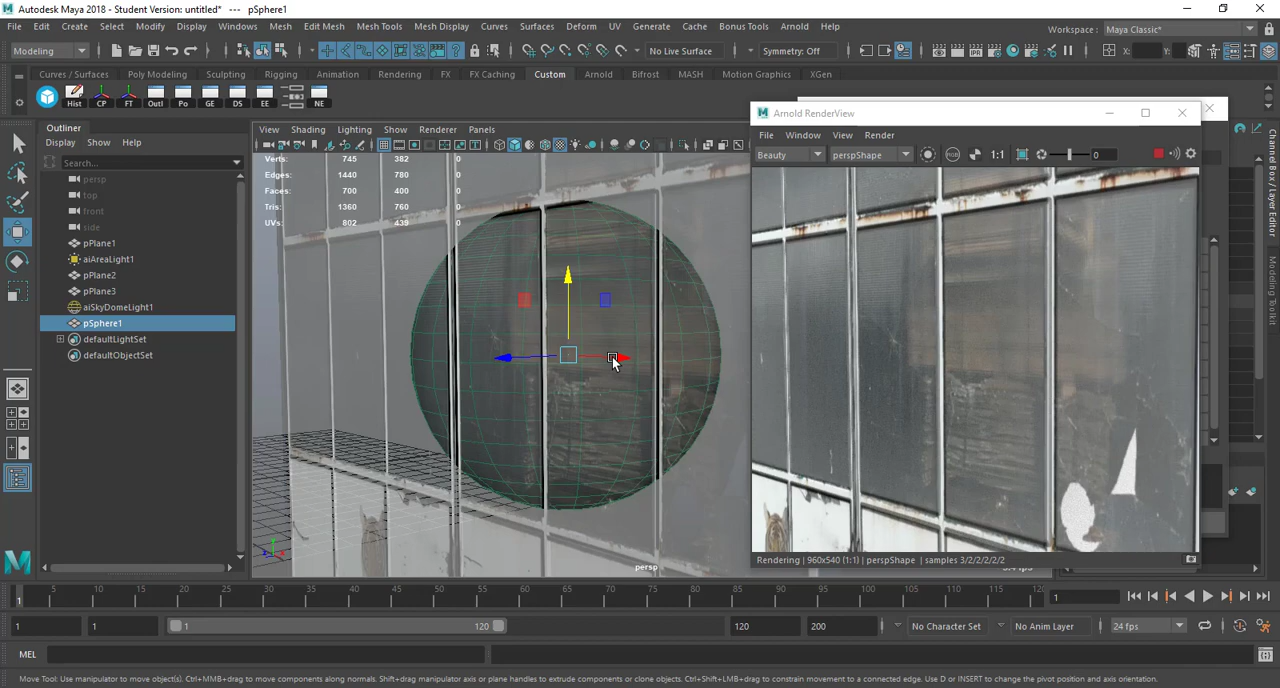 Autodesk Maya 2018 - Student Version: untitled* --- pSphere1
File Edit Create Select Modify Display Windows Mesh Edit Mesh Mesh Tools Mesh Display Curves Surfaces Deform UV Generate Cache Bonus Tools Arnold Help
Workspace: Maya Classic*
Modeling No Live Surface Symmetry: Off X: Y:
Curves / Surfaces Poly Modeling Sculpting Rigging Animation Rendering FX FX Caching Custom Arnold Bifrost MASH Motion Graphics XGen
Hist CP FT Outl Po GE DS EE NE
Outliner
Display Show Help
Search...
persp
top
front
side
pPlane1
aiAreaLight1
pPlane2
pPlane3
aiSkyDomeLight1
pSphere1
defaultLightSet
defaultObjectSet
View Shading Lighting Show Renderer Panels
Verts: 745 382 0
Edges: 1440 780 0
Faces: 700 400 0
Tris: 1360 760 0
UVs: 802 439 0
persp
Arnold RenderView
File Window View Render
Beauty perspShape RGB 1:1 0
Rendering | 960x540 (1:1) | perspShape | samples 3/2/2/2/2/2
Channel Box / Layer Editor
Modeling Toolkit
Attribute Editor
1 5 10 15 20 25 30 35 40 45 50 55 60 65 70 75 80 85 90 95 100 105 110 115 1
1 1 1 120 120 200 No Character Set No Anim Layer 24 fps
MEL
Move Tool: Use manipulator to move object(s). Ctrl+MMB+drag to move components along normals. Shift+drag manipulator axis or plane handles to extrude components or clone objects. Ctrl+Shift+LMB+drag to constrain movement to a connected edge. Use D or INSERT to change the pivot position and axis orientation.